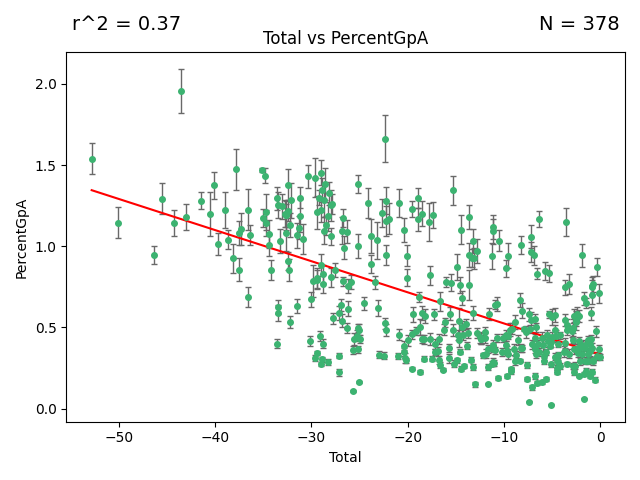 r^2 = 0.37 N = 378
Total vs PercentGpA
PercentGpA
2.0
1.5
1.0
0.5
0.0
−50 −40 −30 −20 −10 0
Total